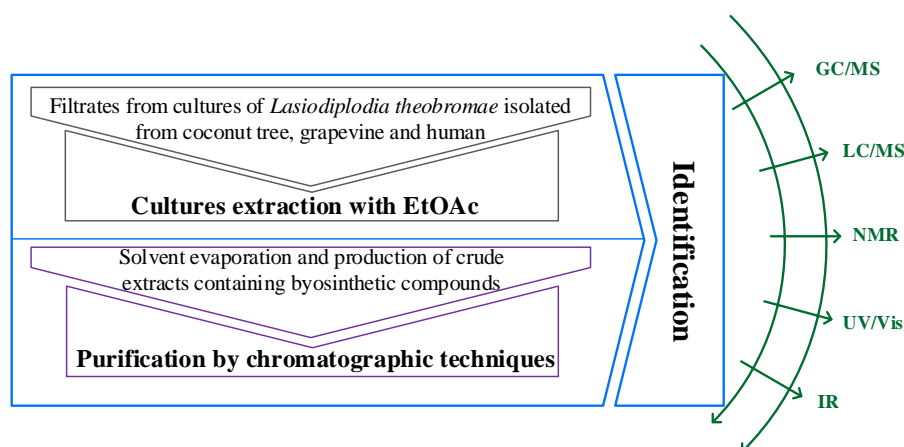 Filtrates from cultures of Lasiodiplodia theobromae isolated
from coconut tree, grapevine and human
Cultures extraction with EtOAc
Solvent evaporation and production of crude
extracts containing byosinthetic compounds
Purification by chromatographic techniques
Identification
GC/MS
LC/MS
NMR
UV/Vis
IR